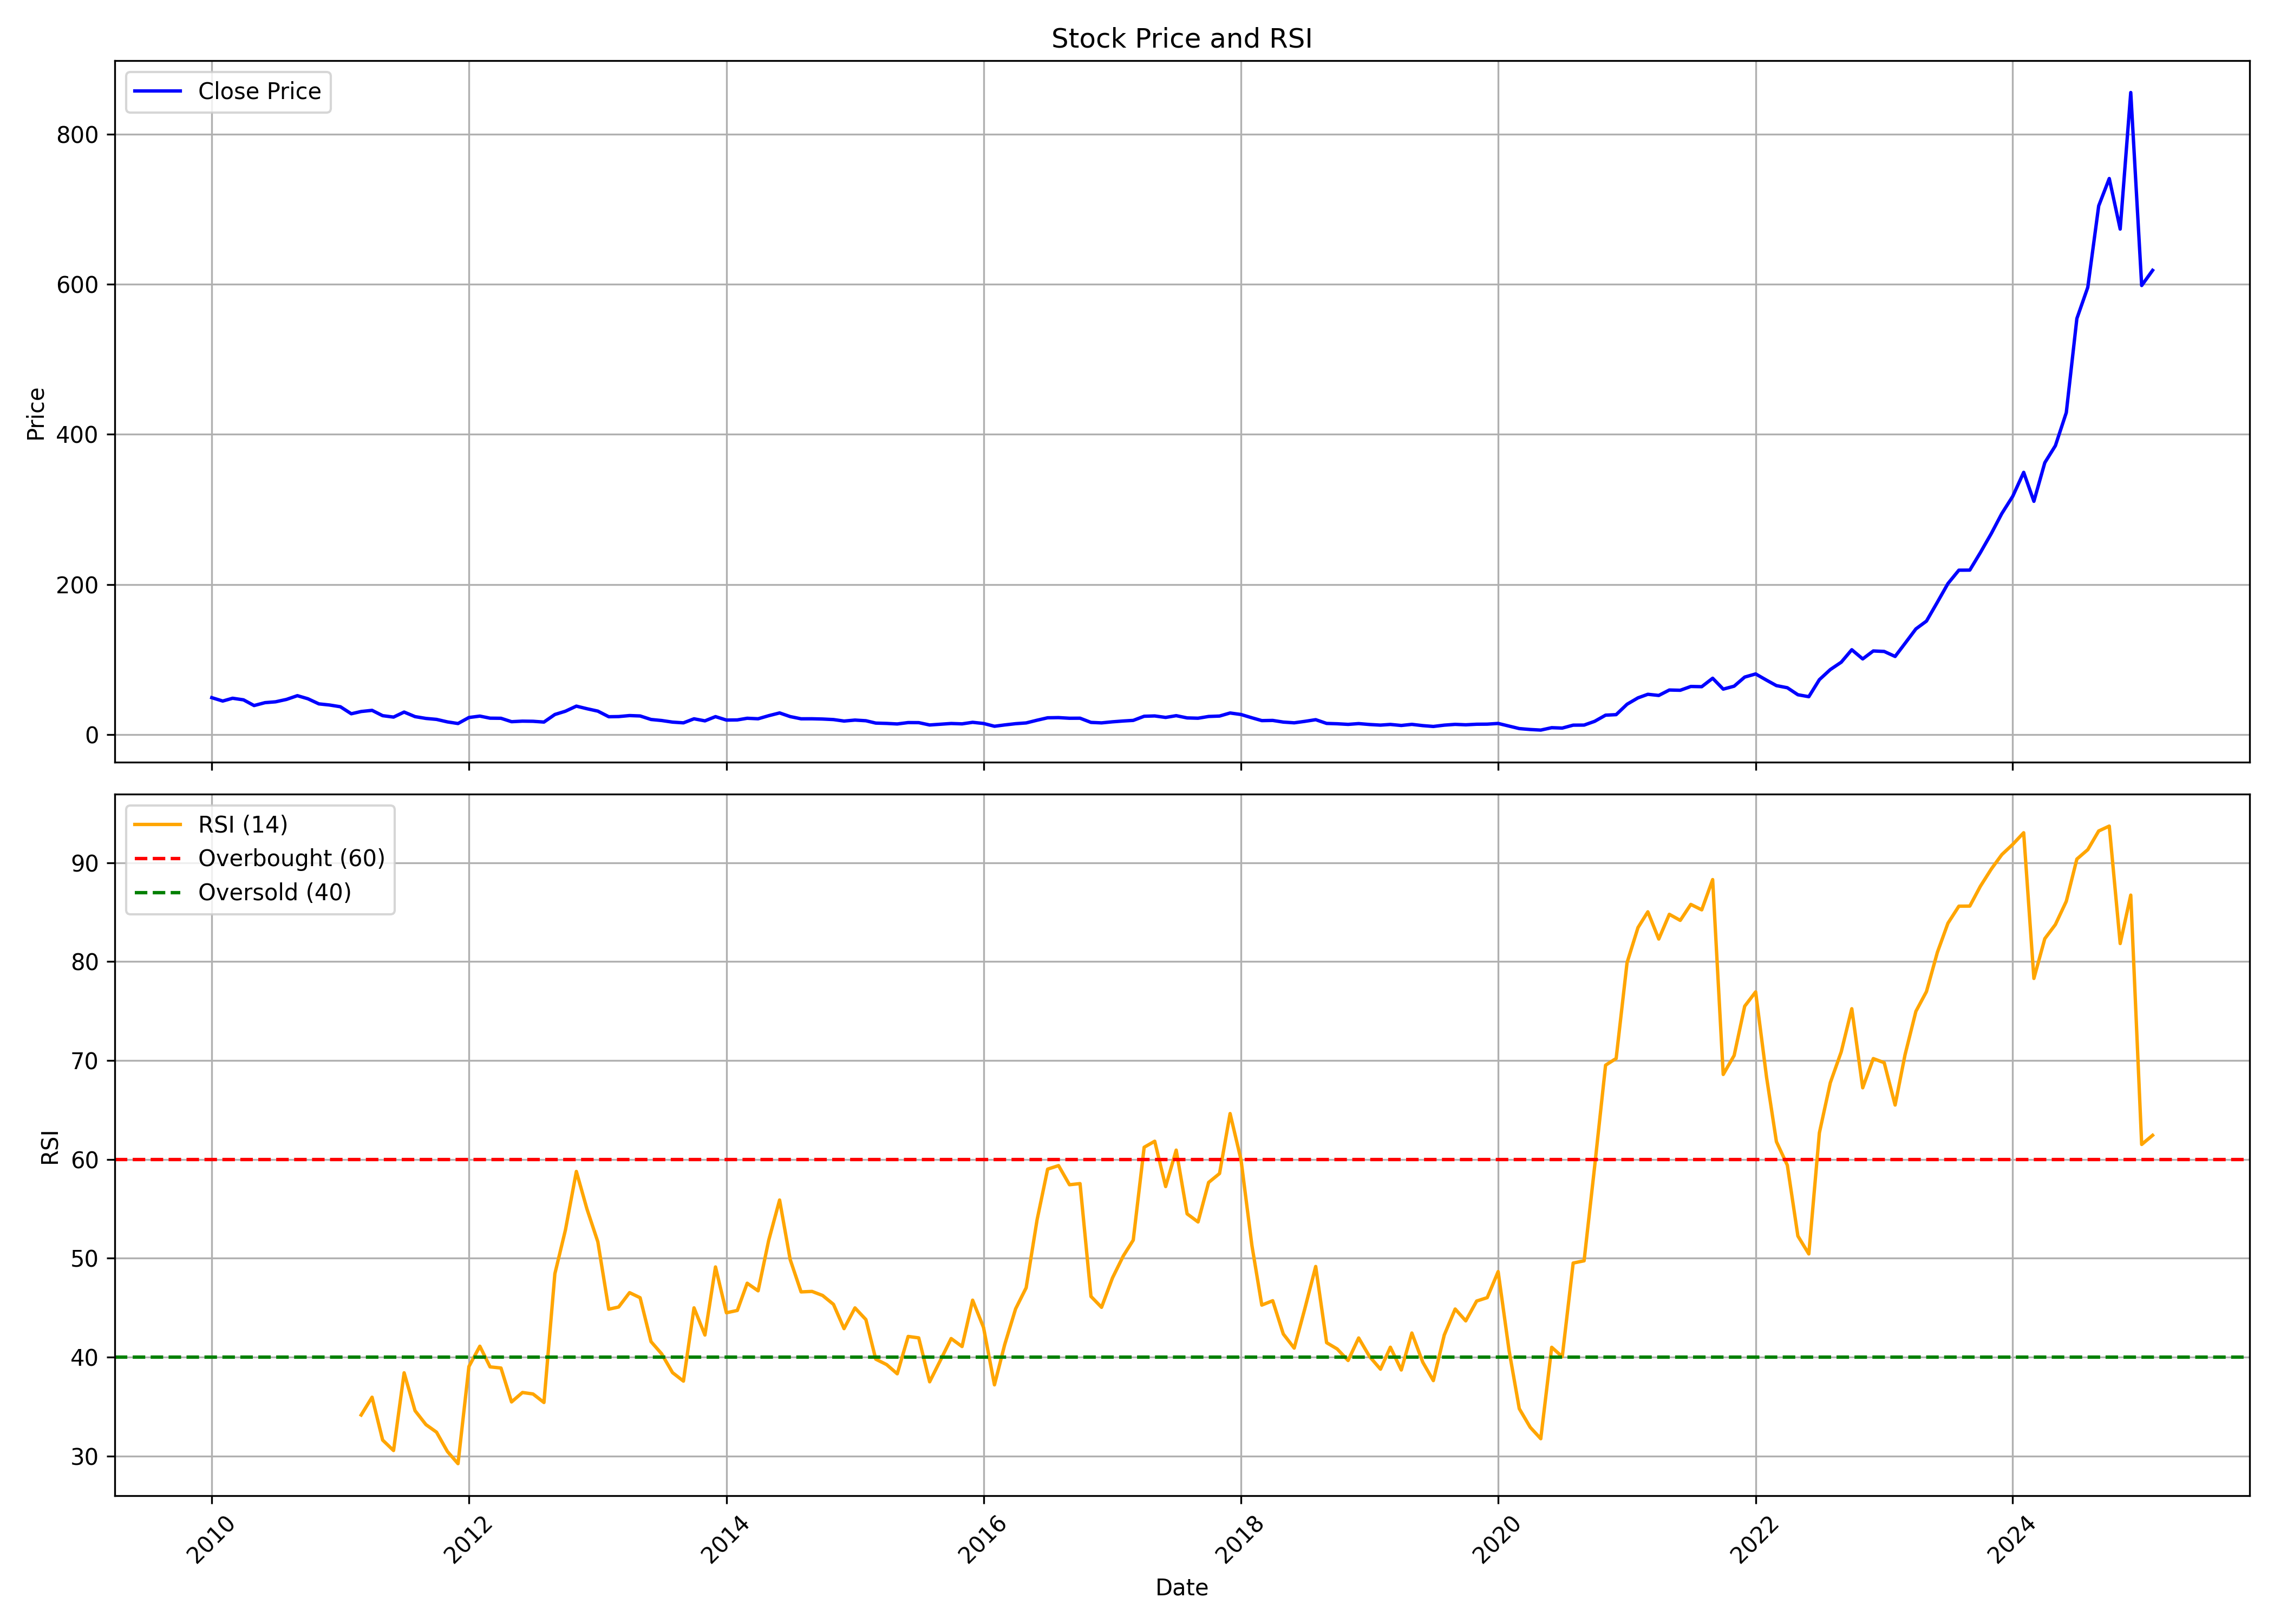 Stock Price and RSI
Close Price
800
600
400
200
0
Price
RSI (14)
Overbought (60)
Oversold (40)
90
80
70
60
50
40
30
RSI
2010
2012
2014
2016
2018
2020
2022
2024
Date